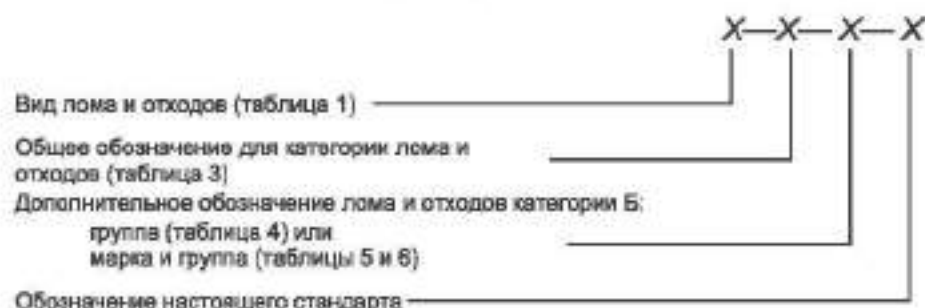 X—X—X—X
Вид лома и отходов (таблица 1)
Общее обозначение для категории лома и
отходов (таблица 3)
Дополнительное обозначение лома и отходов категории Б:
группа (таблица 4) или
марка и группа (таблицы 5 и 6)
Обозначение настоящего стандарта